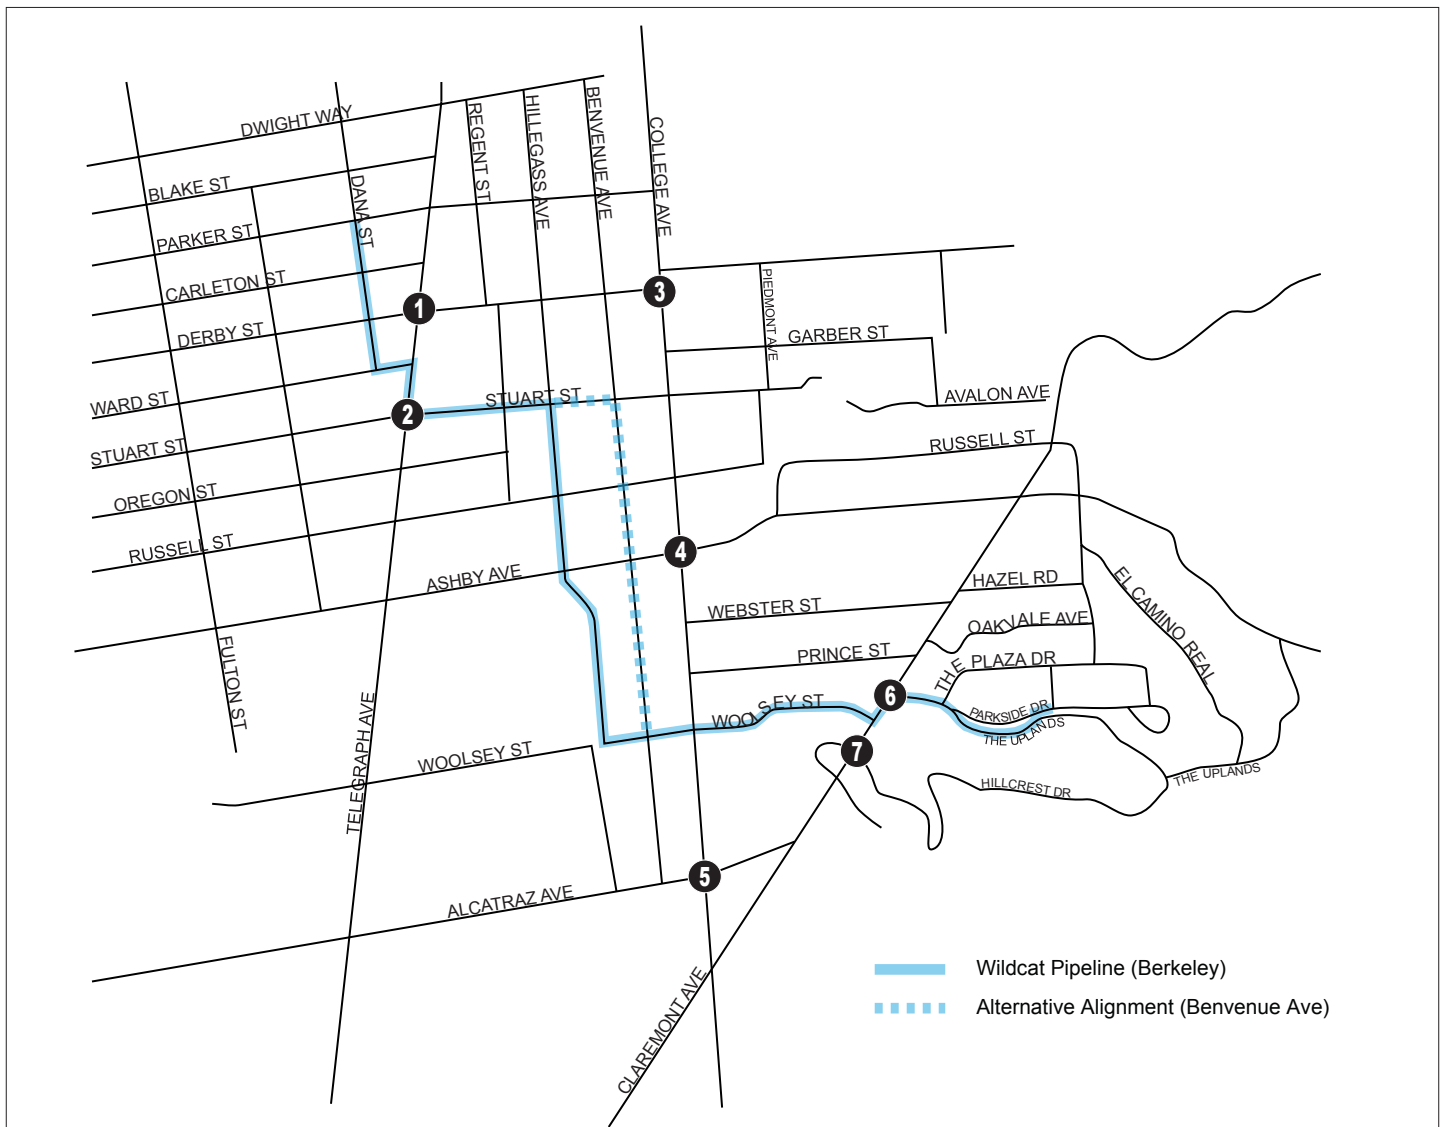 DWIGHT WAY
BLAKE ST
PARKER ST
CARLETON ST
DERBY ST
WARD ST
STUART ST
OREGON ST
RUSSELL ST
DANA ST
REGENT ST
HILLEGASS AVE
BENVENUE AVE
COLLEGE AVE
PIEDMONT AVE
GARBER ST
AVALON AVE
RUSSELL ST
STUART ST
1
2
3
4
5
6
7
ASHBY AVE
FULTON ST
TELEGRAPH AVE
WOOLSEY ST
ALCATRAZ AVE
CLAREMONT AVE
WEBSTER ST
PRINCE ST
WOOLSEY ST
HAZEL RD
OAKVALE AVE
THE PLAZA DR
PARKSIDE DR
THE UPLANDS
EL CAMINO REAL
THE UPLANDS
HILLCREST DR
Wildcat Pipeline (Berkeley)
Alternative Alignment (Benvenue Ave)